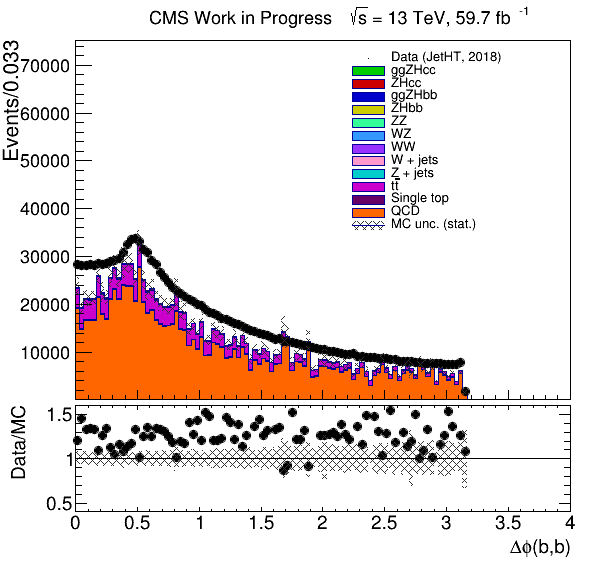 CMS Work in Progress √s = 13 TeV, 59.7 fb⁻¹
Events/0.033
70000
60000
50000
40000
30000
20000
10000
Data (JetHT, 2018)
ggZHcc
ZHcc
ggZHbb
ZHbb
ZZ
WZ
WW
W + jets
Z + jets
tt̅
Single top
QCD
MC unc. (stat.)
Data/MC
1.5
1
0.5
0 0.5 1 1.5 2 2.5 3 3.5 4
Δϕ(b,b)